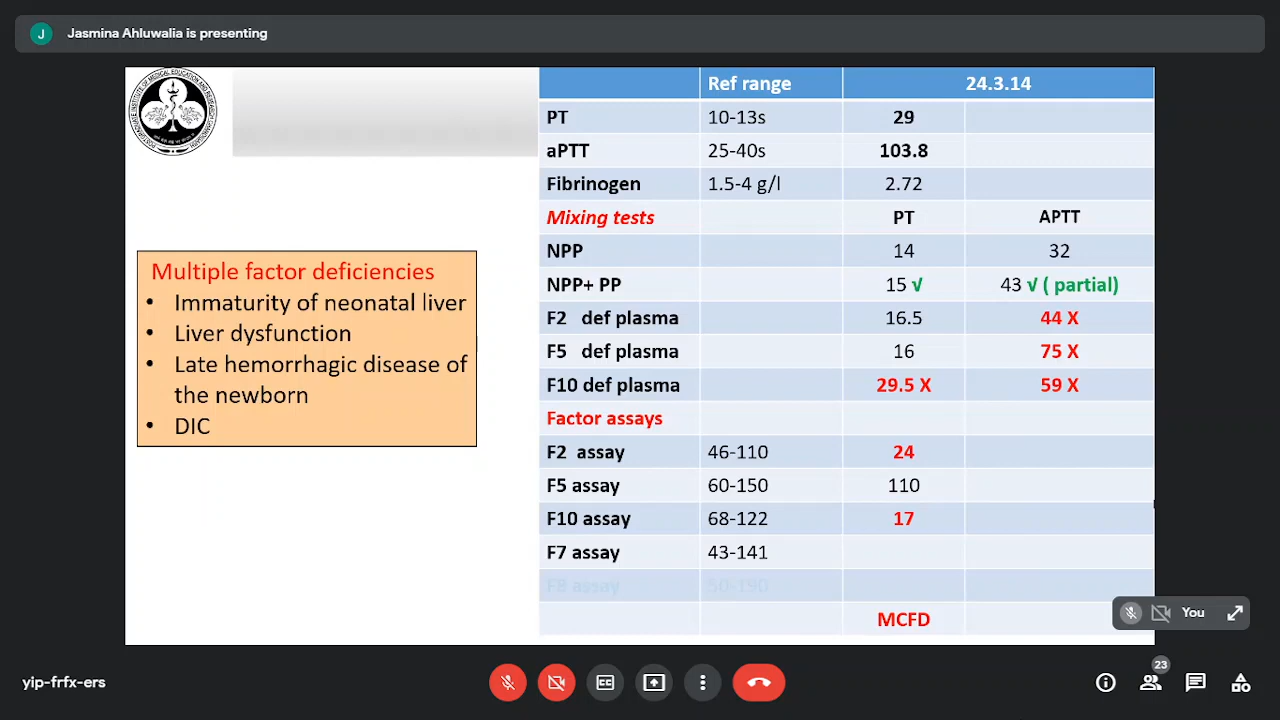 J Jasmina Ahluwalia is presenting
Ref range 24.3.14
PT 10-13s 29
aPTT 25-40s 103.8
Fibrinogen 1.5-4 g/l 2.72
Mixing tests PT APTT
NPP 14 32
NPP+ PP 15 √ 43 √ ( partial)
F2 def plasma 16.5 44 X
F5 def plasma 16 75 X
F10 def plasma 29.5 X 59 X
Factor assays
F2 assay 46-110 24
F5 assay 60-150 110
F10 assay 68-122 17
F7 assay 43-141
F8 assay 50-190
MCFD
Multiple factor deficiencies
• Immaturity of neonatal liver
• Liver dysfunction
• Late hemorrhagic disease of
the newborn
• DIC
You
yip-frfx-ers
CC
23